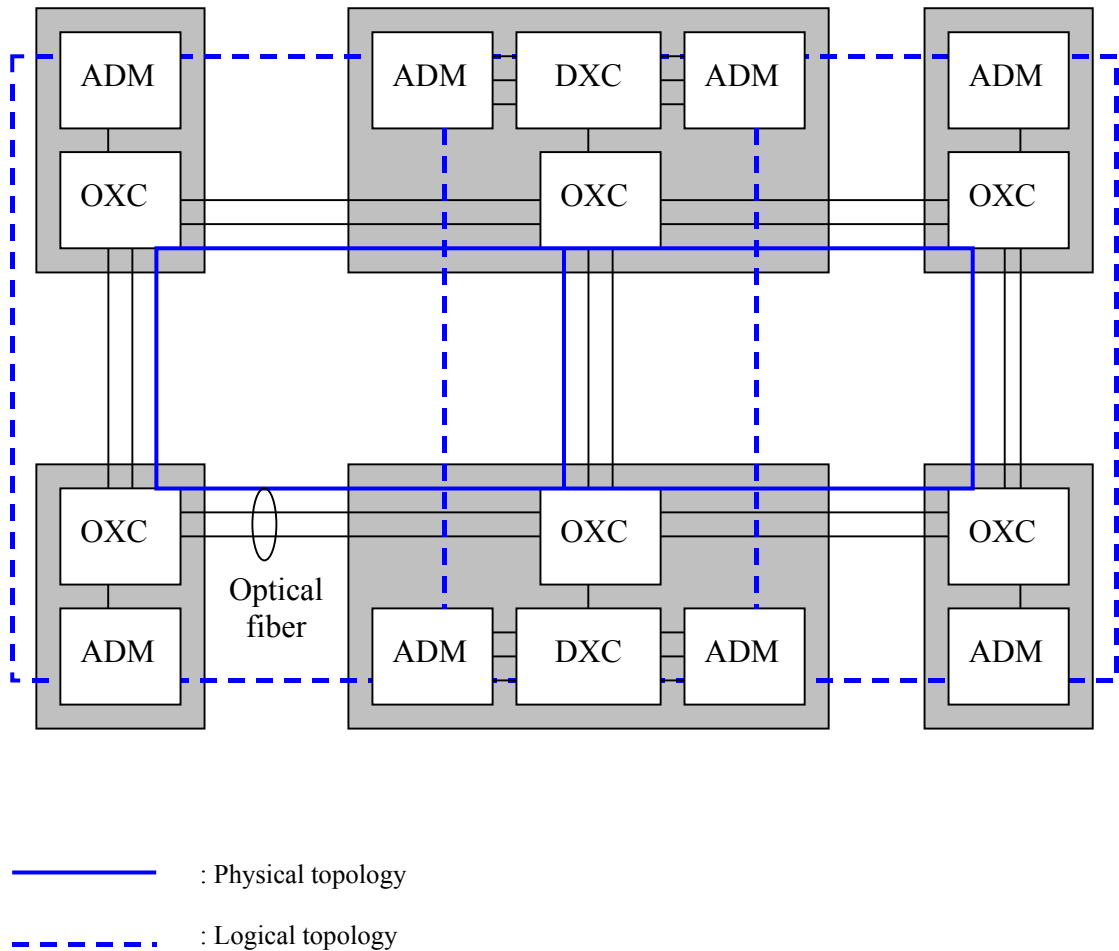 ADM
ADM
DXC
ADM
ADM
OXC
OXC
OXC
OXC
OXC
OXC
Optical
fiber
ADM
ADM
DXC
ADM
ADM
: Physical topology
: Logical topology